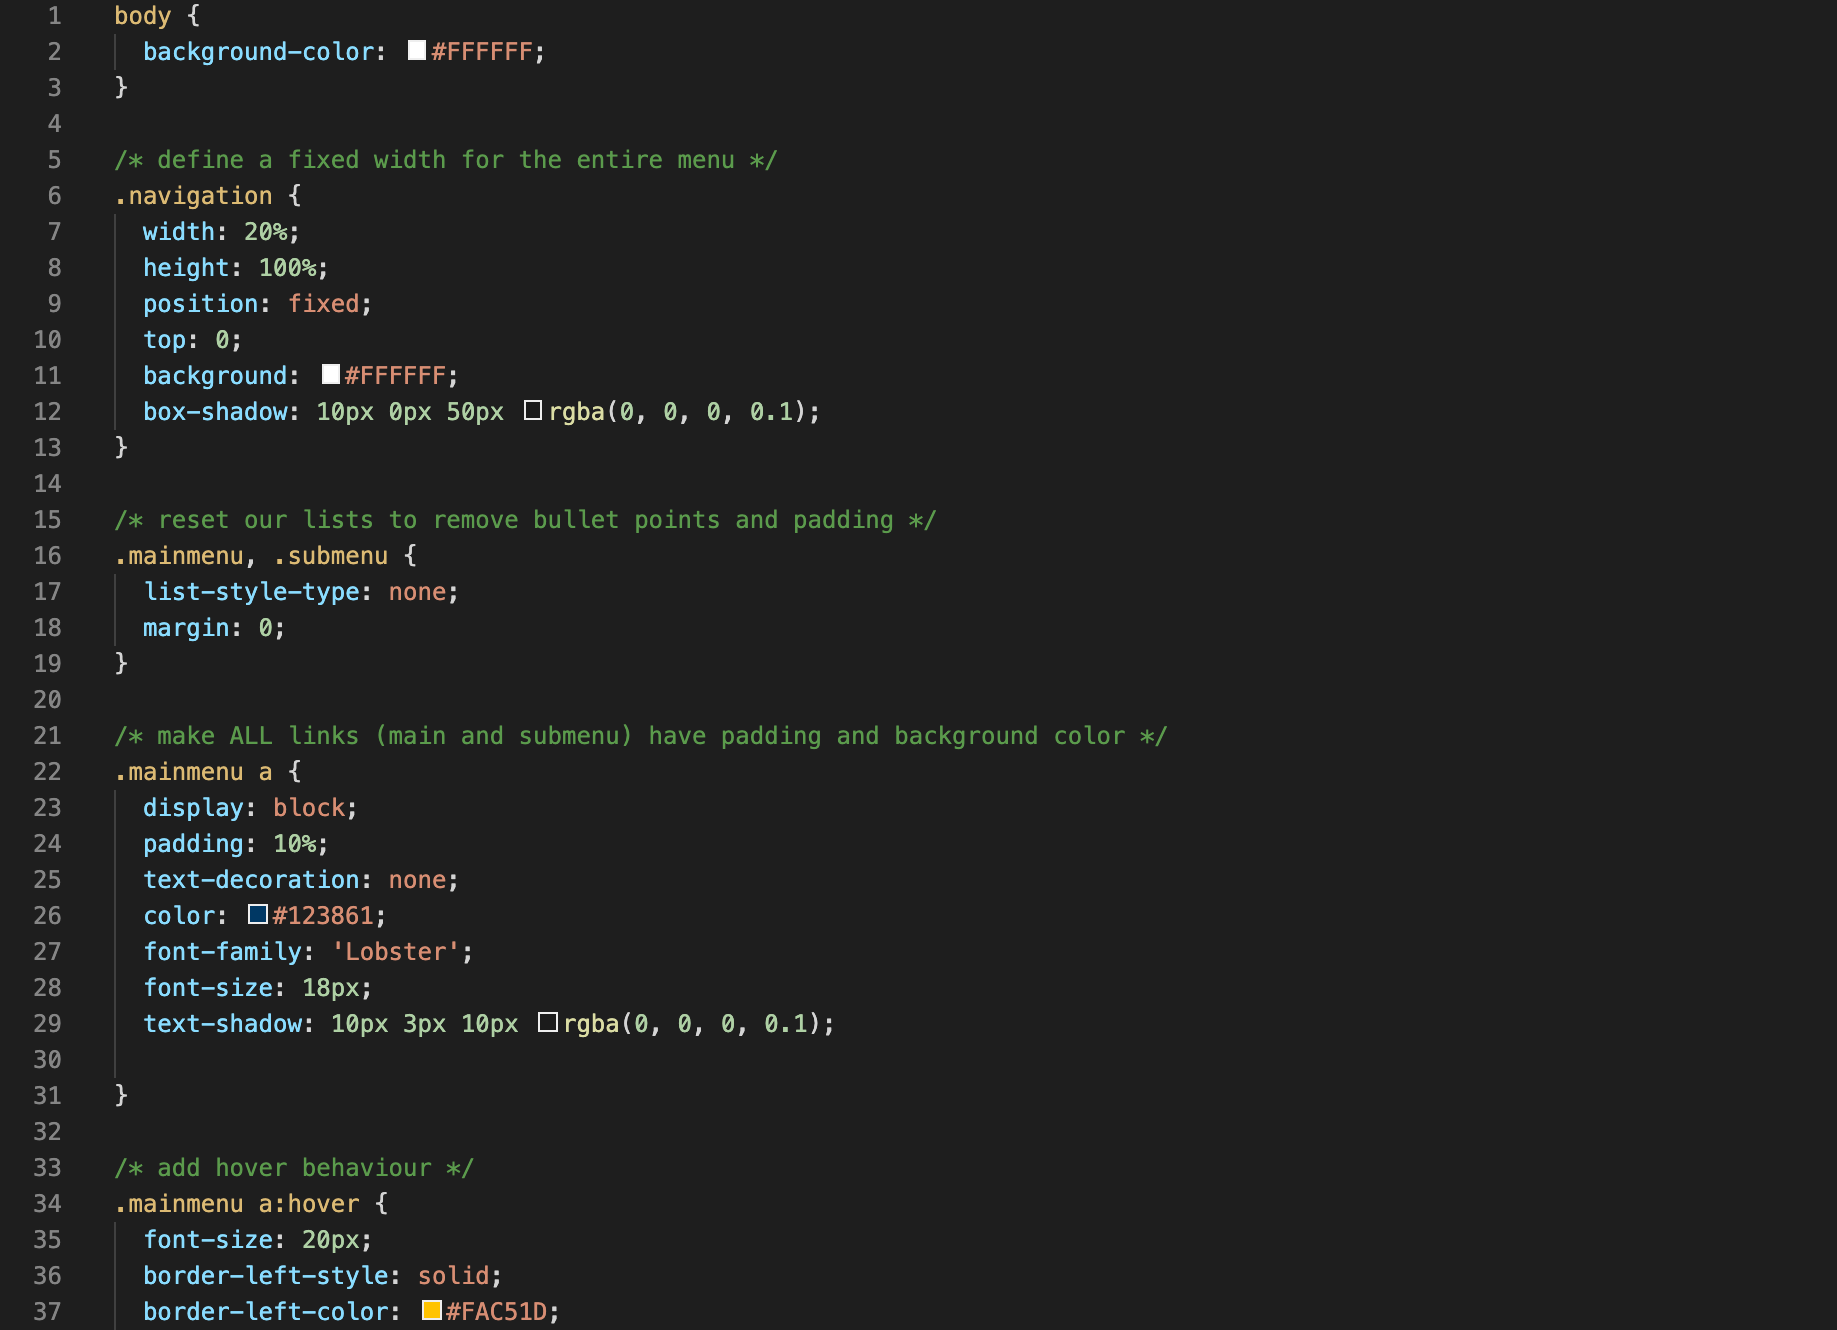 1 body {
2 background-color: #FFFFFF;
3 }
4
5 /* define a fixed width for the entire menu */
6 .navigation {
7 width: 20%;
8 height: 100%;
9 position: fixed;
10 top: 0;
11 background: #FFFFFF;
12 box-shadow: 10px 0px 50px rgba(0, 0, 0, 0.1);
13 }
14
15 /* reset our lists to remove bullet points and padding */
16 .mainmenu, .submenu {
17 list-style-type: none;
18 margin: 0;
19 }
20
21 /* make ALL links (main and submenu) have padding and background color */
22 .mainmenu a {
23 display: block;
24 padding: 10%;
25 text-decoration: none;
26 color: #123861;
27 font-family: 'Lobster';
28 font-size: 18px;
29 text-shadow: 10px 3px 10px rgba(0, 0, 0, 0.1);
30
31 }
32
33 /* add hover behaviour */
34 .mainmenu a:hover {
35 font-size: 20px;
36 border-left-style: solid;
37 border-left-color: #FAC51D;